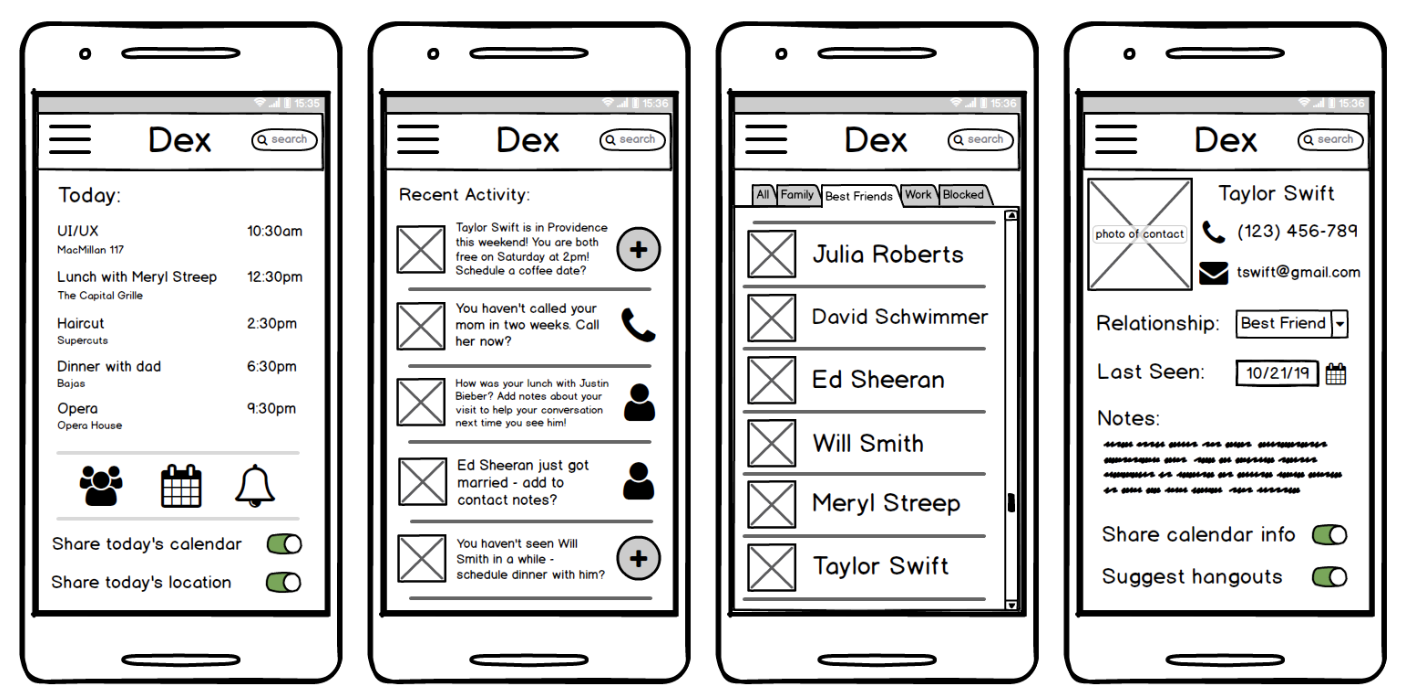 15:35
Dex
search
Today:
UI/UX 10:30am
MacMillan 117
Lunch with Meryl Streep 12:30pm
The Capital Grille
Haircut 2:30pm
Supercuts
Dinner with dad 6:30pm
Bajas
Opera 9:30pm
Opera House
Share today's calendar
Share today's location
15:36
Dex
search
Recent Activity:
Taylor Swift is in Providence
this weekend! You are both
free on Saturday at 2pm!
Schedule a coffee date?
You haven't called your
mom in two weeks. Call
her now?
How was your lunch with Justin
Bieber? Add notes about your
visit to help your conversation
next time you see him!
Ed Sheeran just got
married - add to
contact notes?
You haven't seen Will
Smith in a while -
schedule dinner with him?
15:36
Dex
search
All Family Best Friends Work Blocked
Julia Roberts
David Schwimmer
Ed Sheeran
Will Smith
Meryl Streep
Taylor Swift
15:36
Dex
search
photo of contact
Taylor Swift
(123) 456-789
tswift@gmail.com
Relationship: Best Friend
Last Seen: 10/21/19
Notes:
Share calendar info
Suggest hangouts